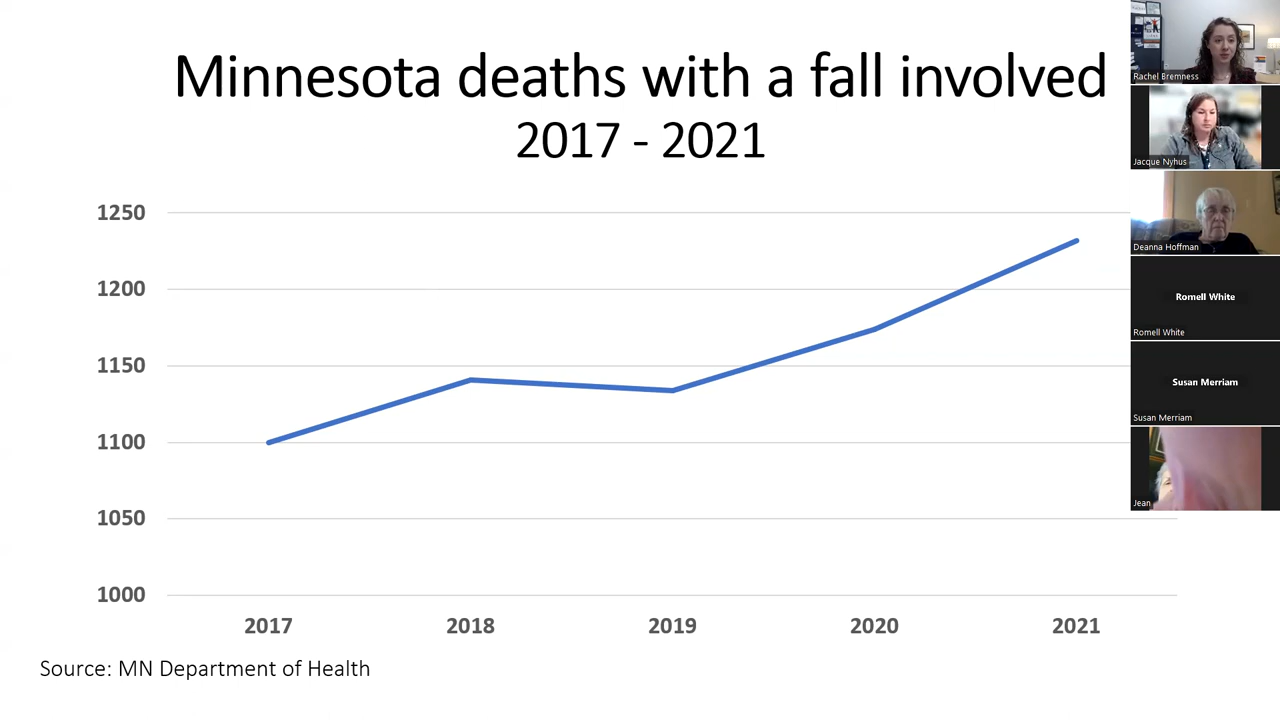 Minnesota deaths with a fall involved
2017 - 2021
1250
1200
1150
1100
1050
1000
2017
2018
2019
2020
2021
Source: MN Department of Health
Rachel Bremness
Jacque Nyhus
Deanna Hoffman
Romell White
Romell White
Susan Merriam
Susan Merriam
Jean